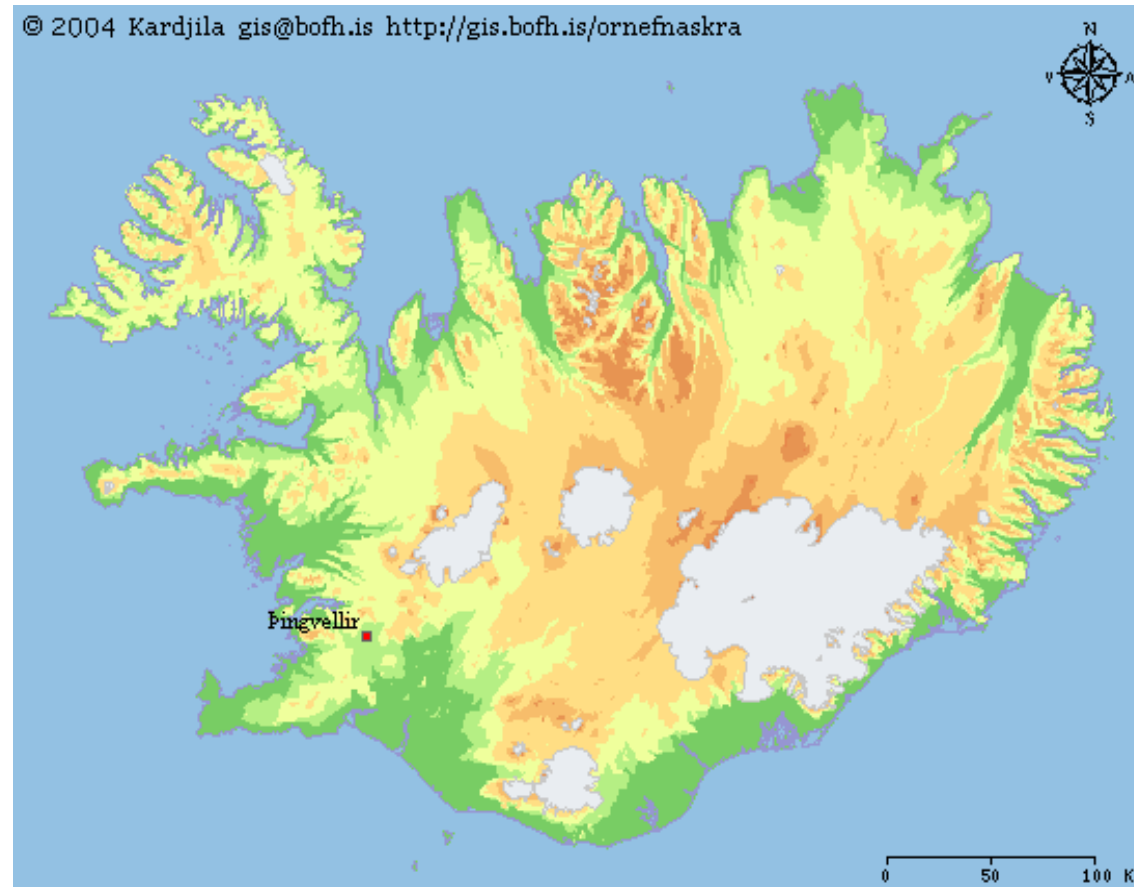 © 2004 Kardjila gis@bofh.is http://gis.bofh.is/ornefnaskra
N
V A
S
Þingvellir
0 50 100 K